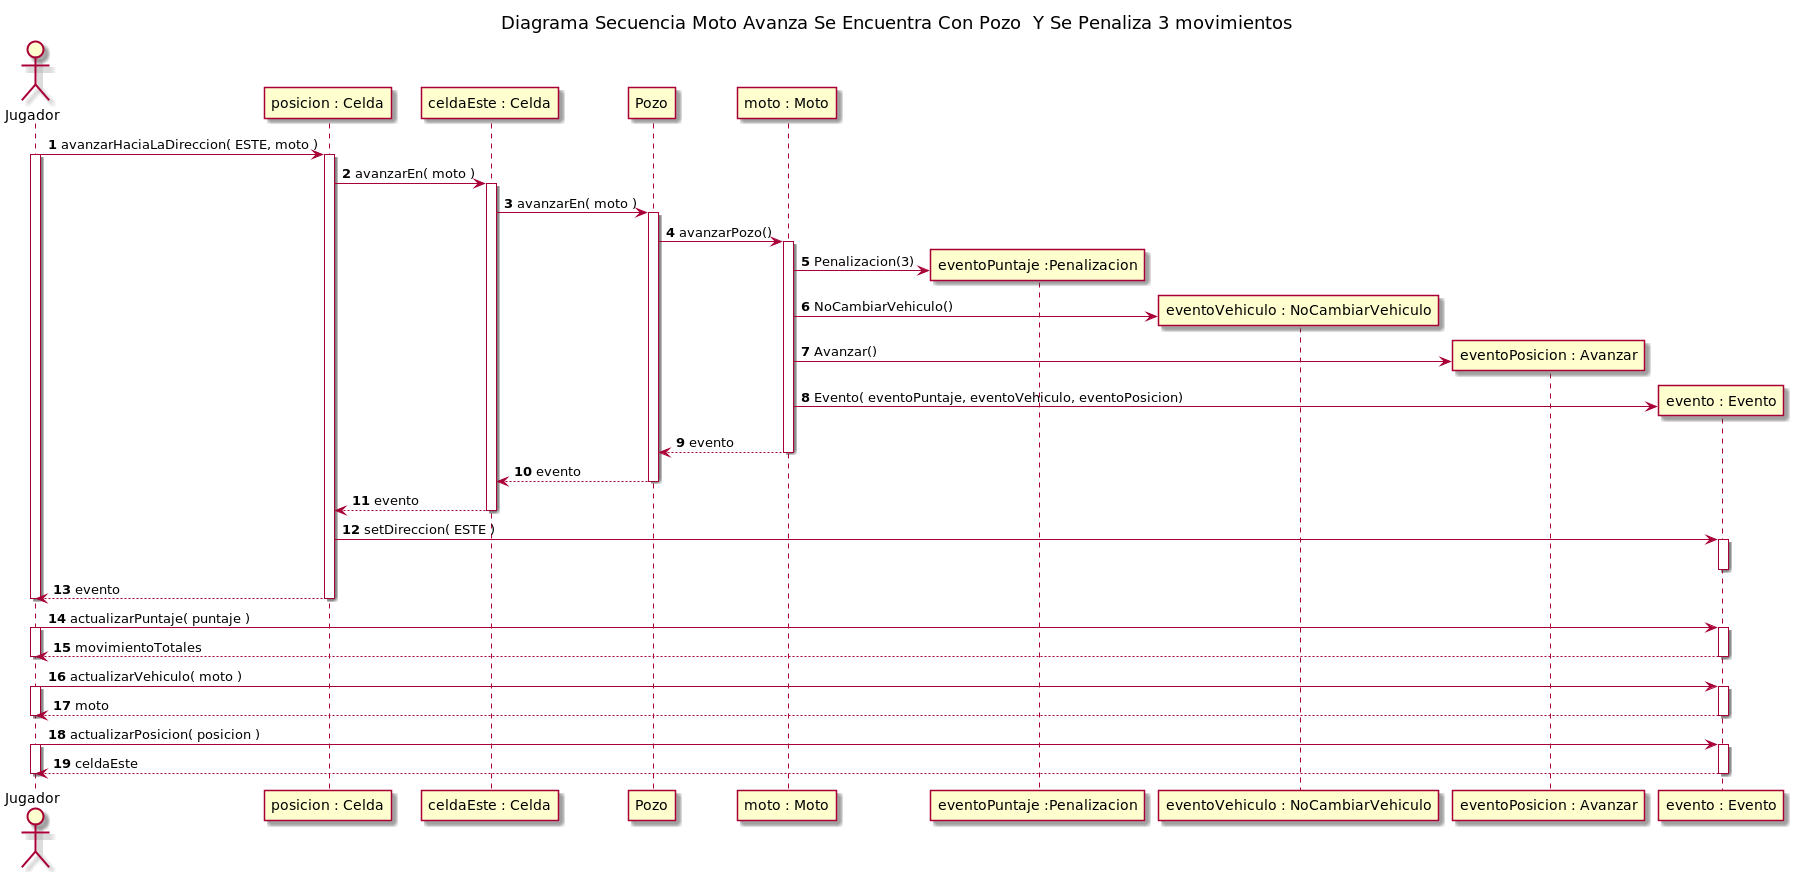 Diagrama Secuencia Moto Avanza Se Encuentra Con Pozo  Y Se Penaliza 3 movimientos
Jugador
posicion : Celda
celdaEste : Celda
Pozo
moto : Moto
1 avanzarHaciaLaDireccion( ESTE, moto )
2 avanzarEn( moto )
3 avanzarEn( moto )
4 avanzarPozo()
5 Penalizacion(3)
eventoPuntaje :Penalizacion
6 NoCambiarVehiculo()
eventoVehiculo : NoCambiarVehiculo
7 Avanzar()
eventoPosicion : Avanzar
8 Evento( eventoPuntaje, eventoVehiculo, eventoPosicion)
evento : Evento
9 evento
10 evento
11 evento
12 setDireccion( ESTE )
13 evento
14 actualizarPuntaje( puntaje )
15 movimientoTotales
16 actualizarVehiculo( moto )
17 moto
18 actualizarPosicion( posicion )
19 celdaEste
Jugador
posicion : Celda
celdaEste : Celda
Pozo
moto : Moto
eventoPuntaje :Penalizacion
eventoVehiculo : NoCambiarVehiculo
eventoPosicion : Avanzar
evento : Evento